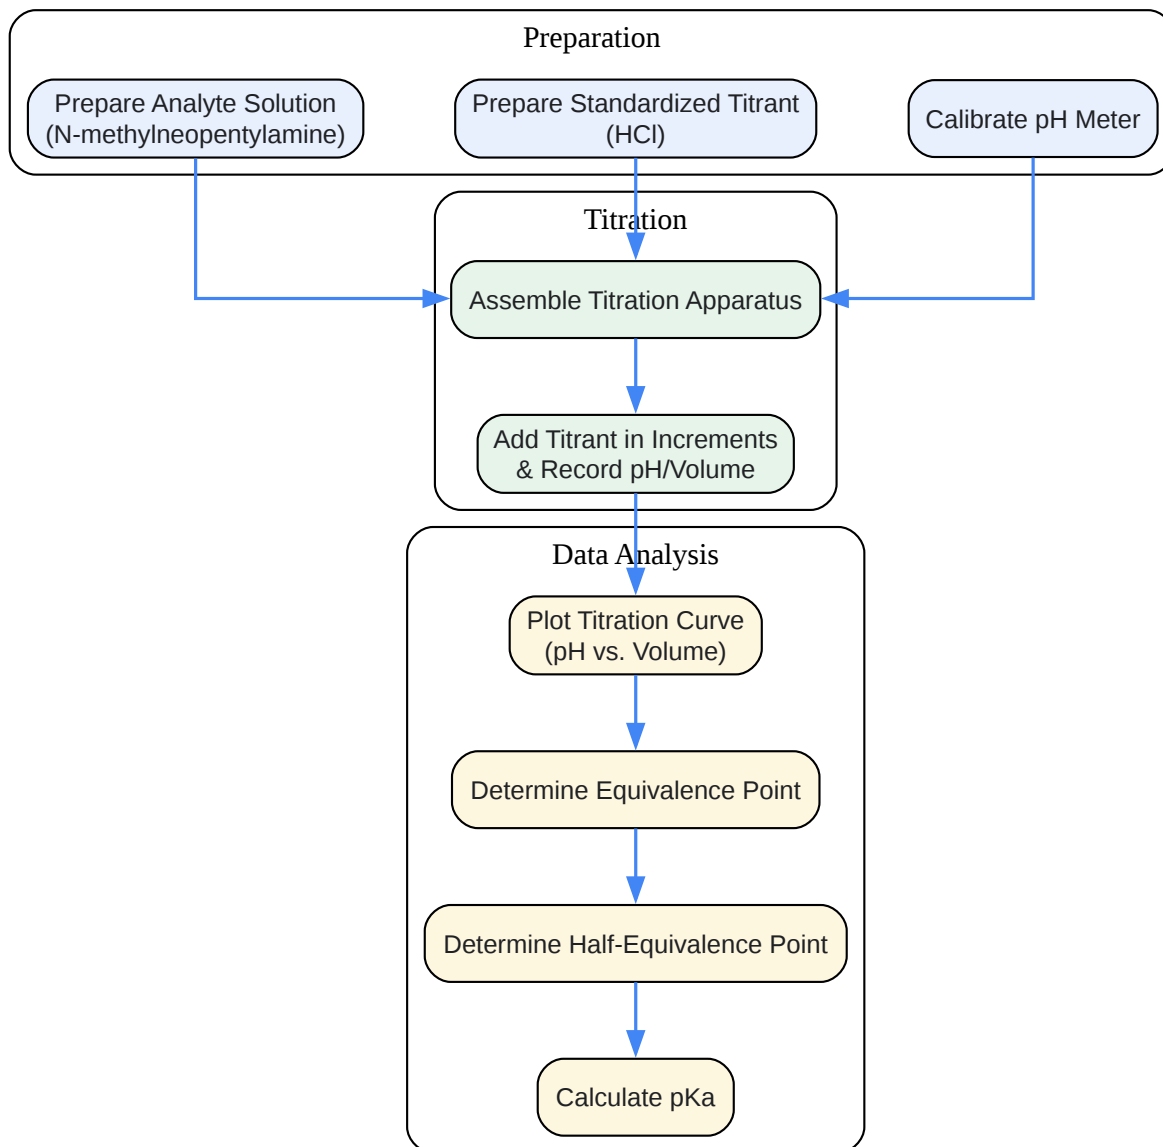 Preparation
Prepare Analyte Solution
(N-methylneopentylamine)
Prepare Standardized Titrant
(HCl)
Calibrate pH Meter
Titration
Assemble Titration Apparatus
Add Titrant in Increments
& Record pH/Volume
Data Analysis
Plot Titration Curve
(pH vs. Volume)
Determine Equivalence Point
Determine Half-Equivalence Point
Calculate pKa